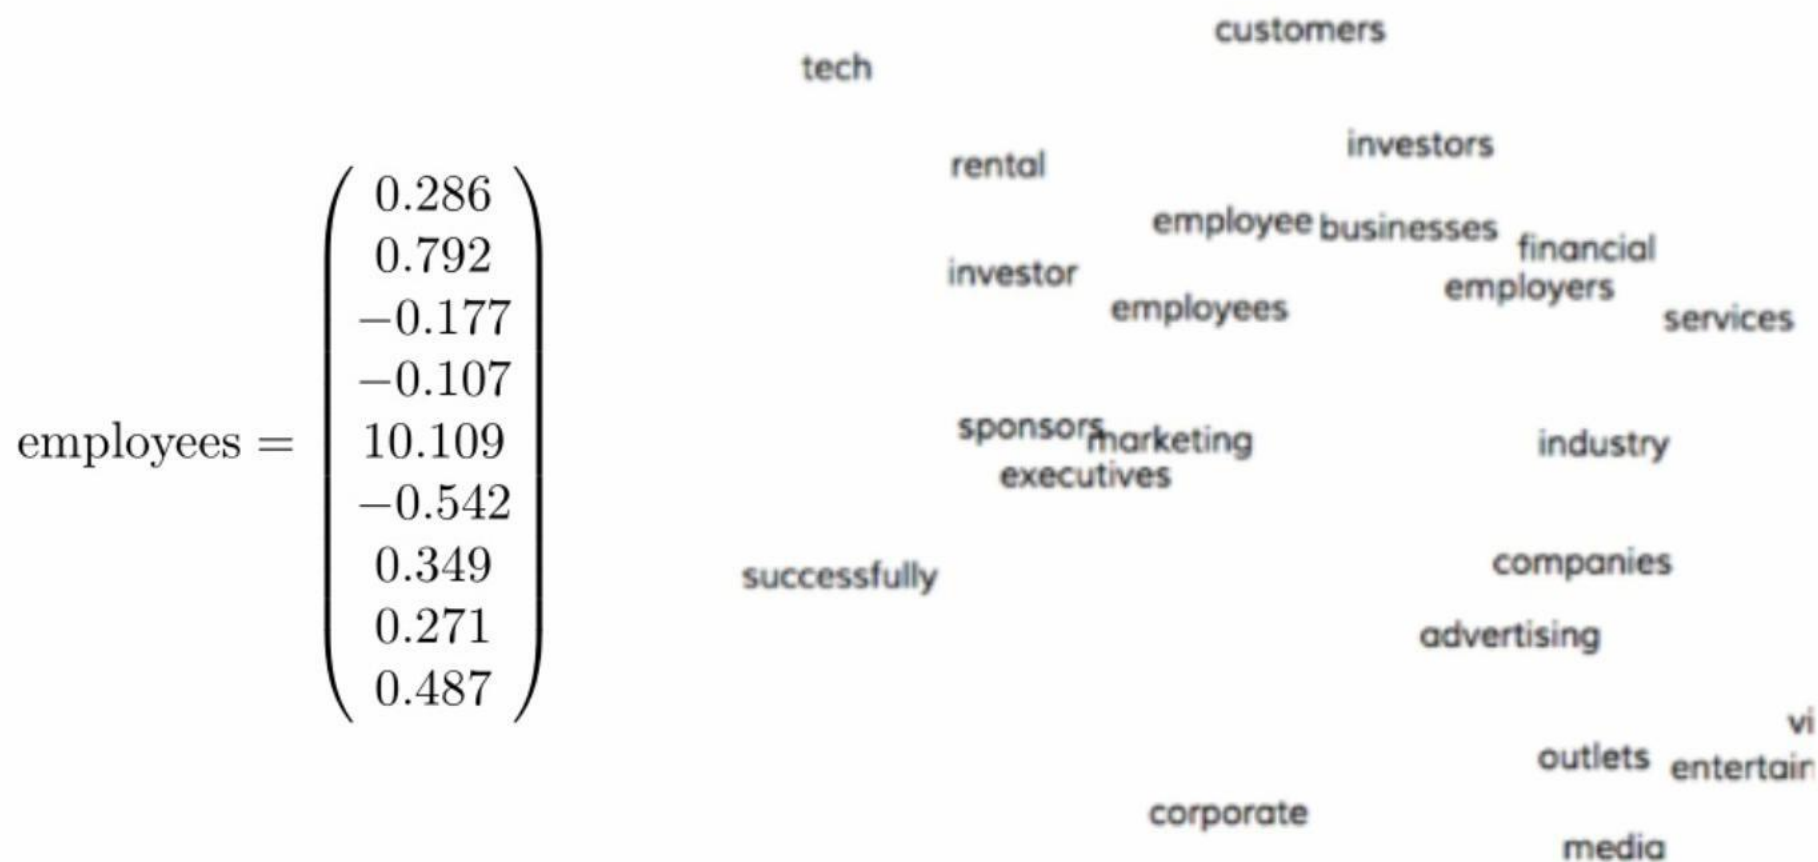 customers
tech
investors
rental
employee businesses
financial
investor
employers
employees
services
employees =
0.286
0.792
−0.177
−0.107
10.109
−0.542
0.349
0.271
0.487
sponsors marketing
industry
executives
companies
successfully
advertising
vi
outlets entertain
corporate
media